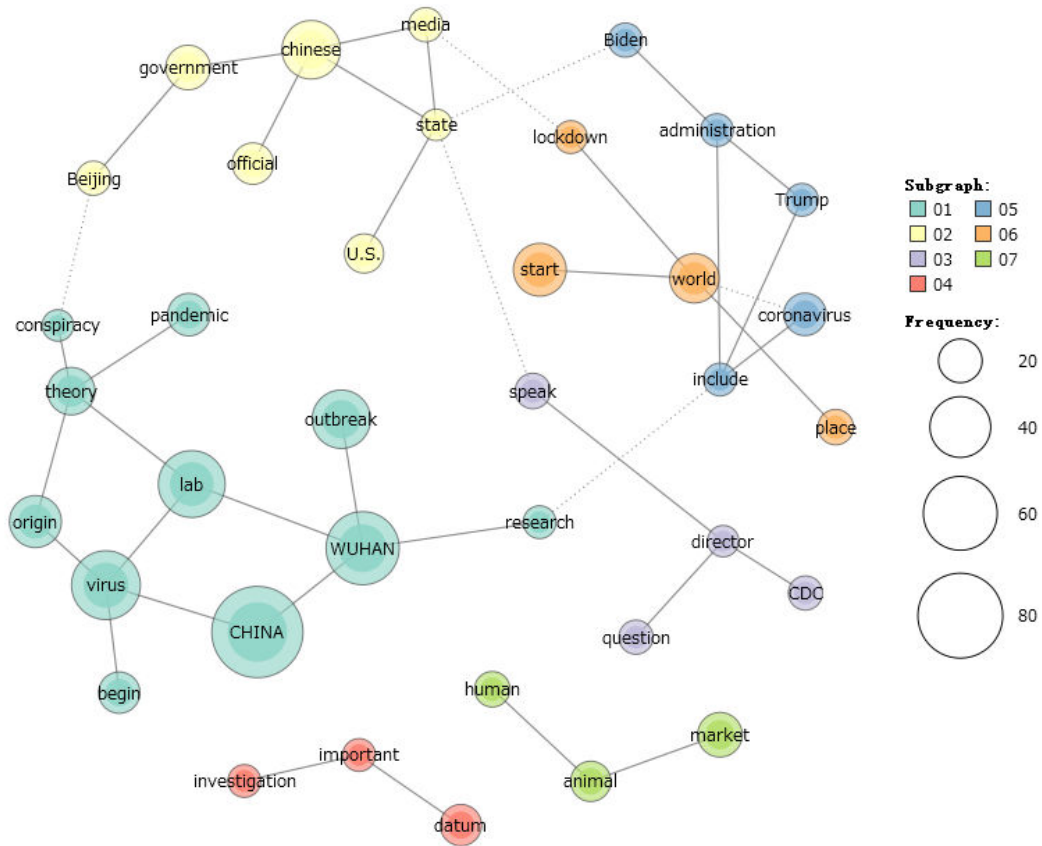 media
Biden
chinese
government
state
administration
lockdown
official
Beijing
Trump
U.S.
start
world
conspiracy
pandemic
coronavirus
theory
speak
include
outbreak
place
lab
origin
research
WUHAN
director
virus
CDC
CHINA
question
begin
human
market
important
investigation
animal
datum
Subgraph:
01 05
02 06
03 07
04
Frequency:
20
40
60
80